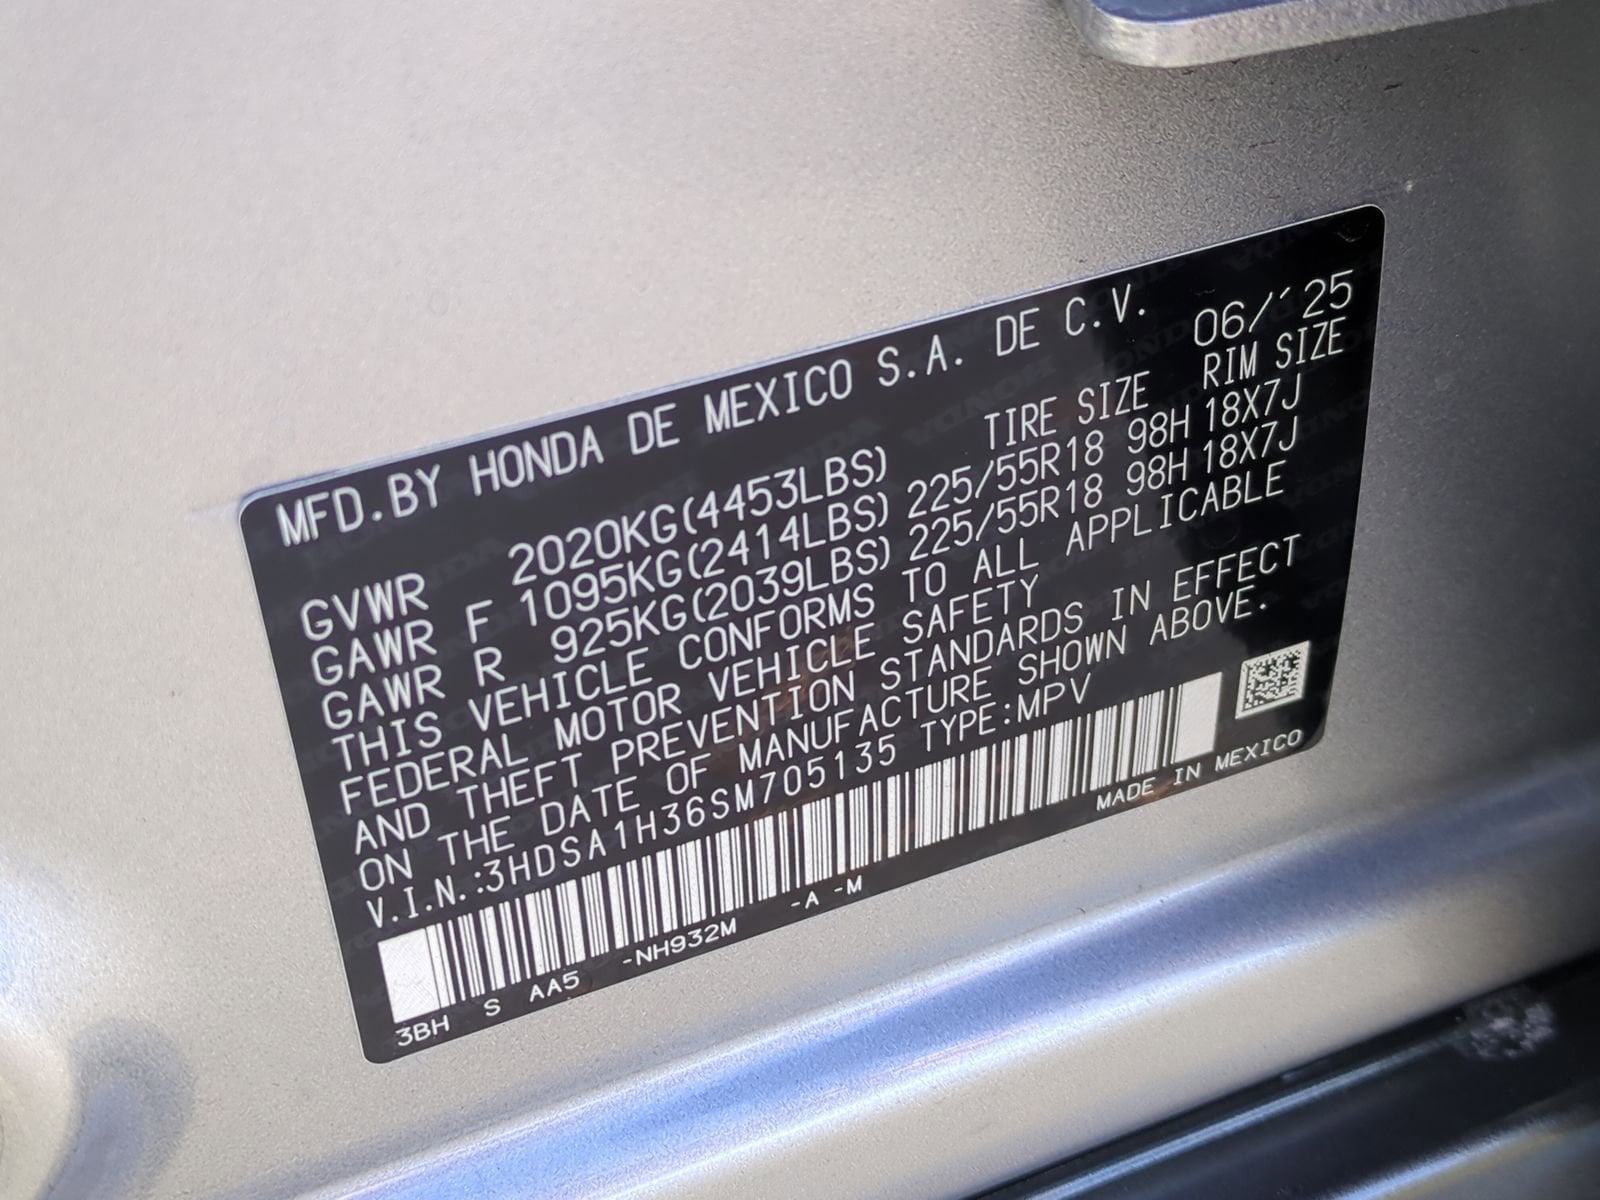 MFD.BY HONDA DE MEXICO S.A. DE C.V. 06/'25
TIRE SIZE RIM SIZE
GVWR 2020KG(4453LBS)
GAWR F 1095KG(2414LBS) 225/55R18 98H 18X7J
GAWR R 925KG(2039LBS) 225/55R18 98H 18X7J
THIS VEHICLE CONFORMS TO ALL APPLICABLE
FEDERAL MOTOR VEHICLE SAFETY
AND THEFT PREVENTION STANDARDS IN EFFECT
ON THE DATE OF MANUFACTURE SHOWN ABOVE.
V.I.N.:3HDSA1H36SM705135 TYPE:MPV
MADE IN MEXICO
3BH S AA5 -NH932M -A -M